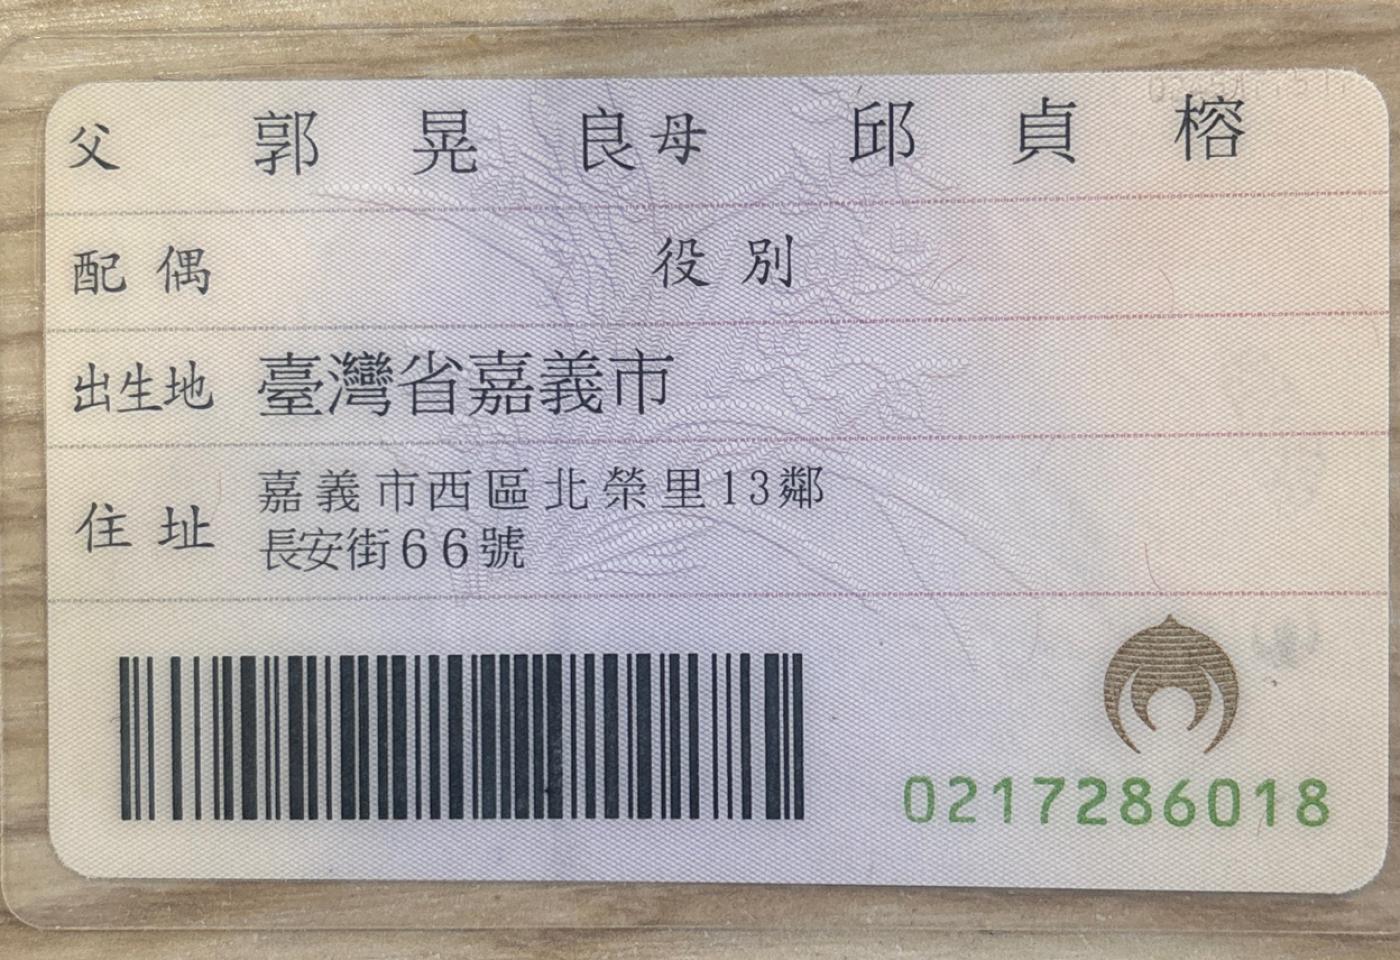 父 郭晃良 母 邱貞榕
配偶 役別
出生地 臺灣省嘉義市
住址 嘉義市西區北榮里13鄰
長安街66號
0217286018